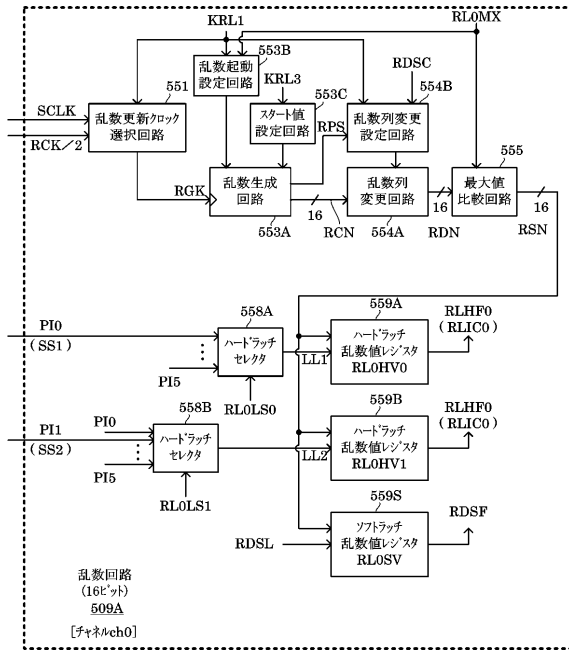 KRL1
RL0MX
553B
乱数起動
設定回路
551
KRL3
553C
RDSC
554B
SCLK
RCK／2
乱数更新クロック
選択回路
スタート値
設定回路
RPS
乱数列変更
設定回路
555
RGK
乱数生成
回路
553A
16
RCN
乱数列
変更回路
554A
16
RDN
最大値
比較回路
16
RSN
PI0
(SS1)
PI5
558A
ハードラッチ
セレクタ
RL0LS0
LL1
559A
ハードラッチ
乱数値レジスタ
RL0HV0
RLHF0
(RLIC0)
PI1
(SS2)
PI0
PI5
558B
ハードラッチ
セレクタ
RL0LS1
LL2
559B
ハードラッチ
乱数値レジスタ
RL0HV1
RLHF0
(RLIC0)
559S
RDSL
ソフトラッチ
乱数値レジスタ
RL0SV
RDSF
乱数回路
(16ビット)
509A
[チャネルch0]